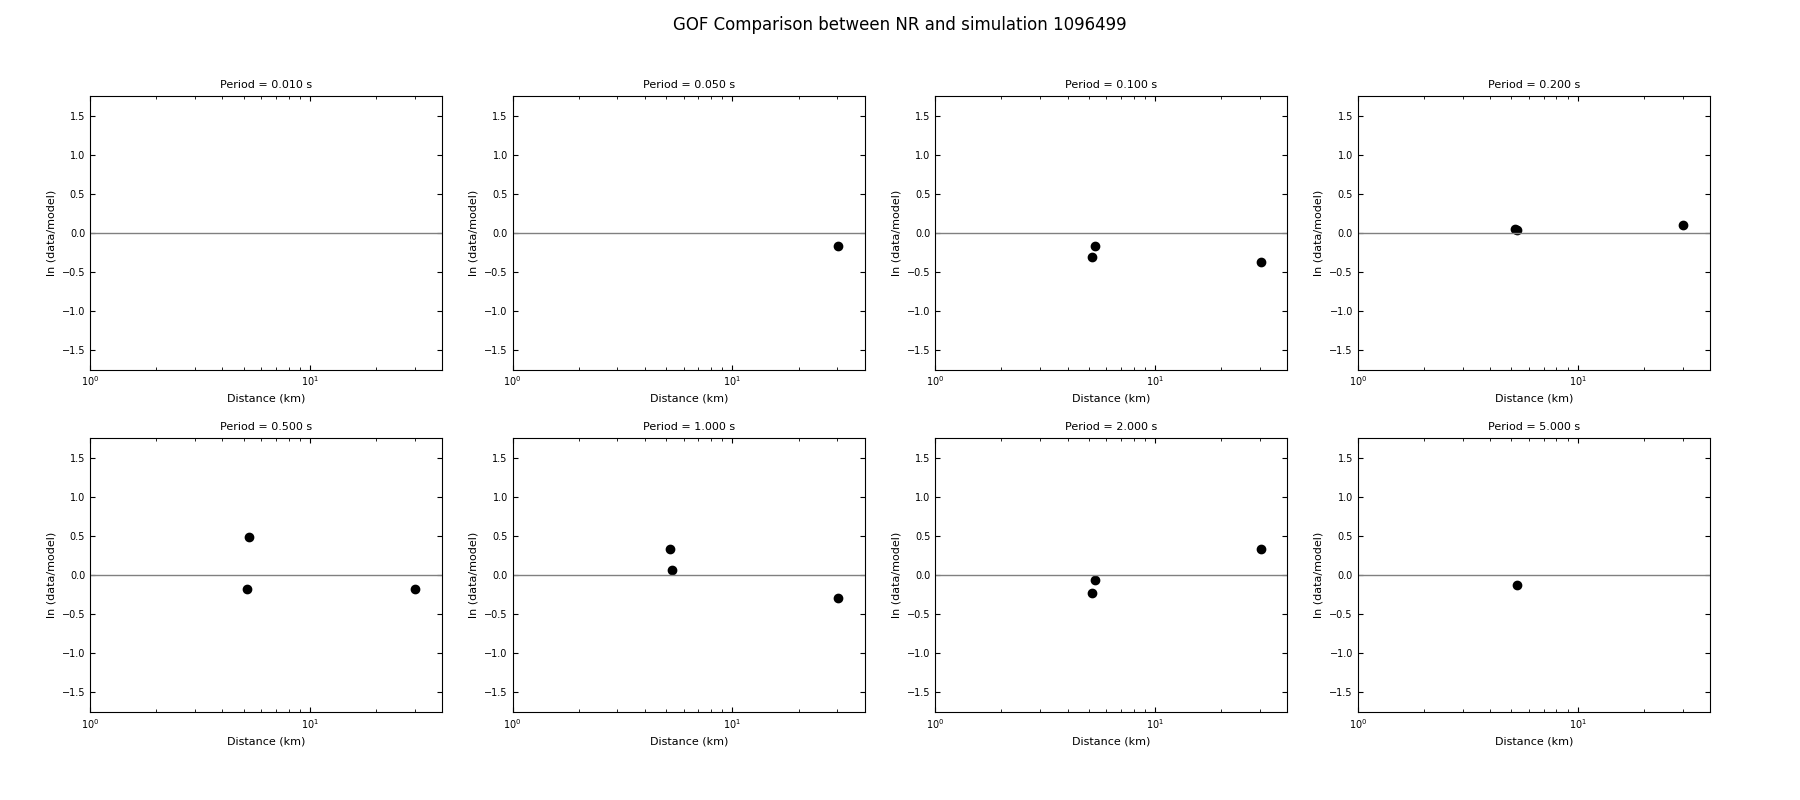 GOF Comparison between NR and simulation 1096499
Period = 0.010 s
1.5
1.0
0.5
0.0
−0.5
−1.0
−1.5
ln (data/model)
10⁰ 10¹
Distance (km)
Period = 0.050 s
1.5
1.0
0.5
0.0
−0.5
−1.0
−1.5
ln (data/model)
10⁰ 10¹
Distance (km)
Period = 0.100 s
1.5
1.0
0.5
0.0
−0.5
−1.0
−1.5
ln (data/model)
10⁰ 10¹
Distance (km)
Period = 0.200 s
1.5
1.0
0.5
0.0
−0.5
−1.0
−1.5
ln (data/model)
10⁰ 10¹
Distance (km)
Period = 0.500 s
1.5
1.0
0.5
0.0
−0.5
−1.0
−1.5
ln (data/model)
10⁰ 10¹
Distance (km)
Period = 1.000 s
1.5
1.0
0.5
0.0
−0.5
−1.0
−1.5
ln (data/model)
10⁰ 10¹
Distance (km)
Period = 2.000 s
1.5
1.0
0.5
0.0
−0.5
−1.0
−1.5
ln (data/model)
10⁰ 10¹
Distance (km)
Period = 5.000 s
1.5
1.0
0.5
0.0
−0.5
−1.0
−1.5
ln (data/model)
10⁰ 10¹
Distance (km)